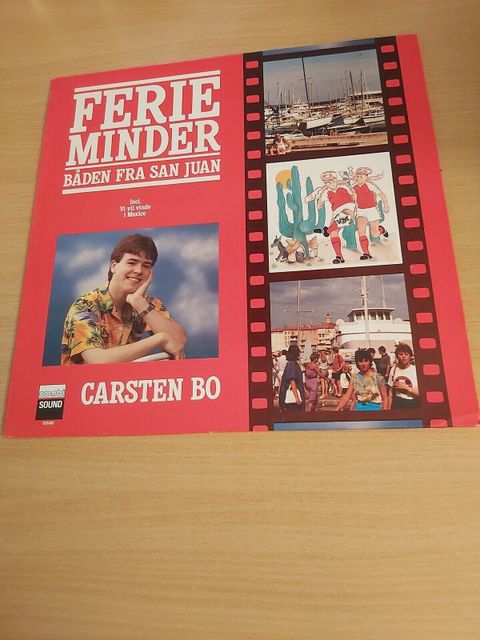 FERIE
MINDER
BÅDEN FRA SAN JUAN
Incl.
Vi vil vinde
i Mexico
CARSTEN BO
SOUND